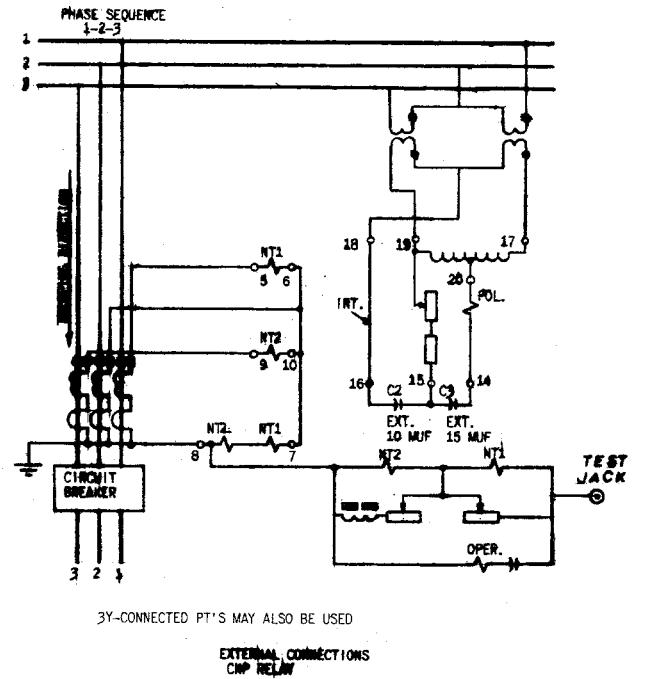 PHASE SEQUENCE
1-2-3
1
2
3
18
19
17
NT1
5 6
20
INT.
POL.
NT2
9 10
16
C2
15
C3
14
EXT.
10 MUF
EXT.
15 MUF
NT2
NT1
8
7
NT2
NT1
TEST
JACK
CIRCUIT
BREAKER
OPER.
3 2 1
3Y-CONNECTED PT'S MAY ALSO BE USED
EXTERNAL CONNECTIONS
CNP RELAY